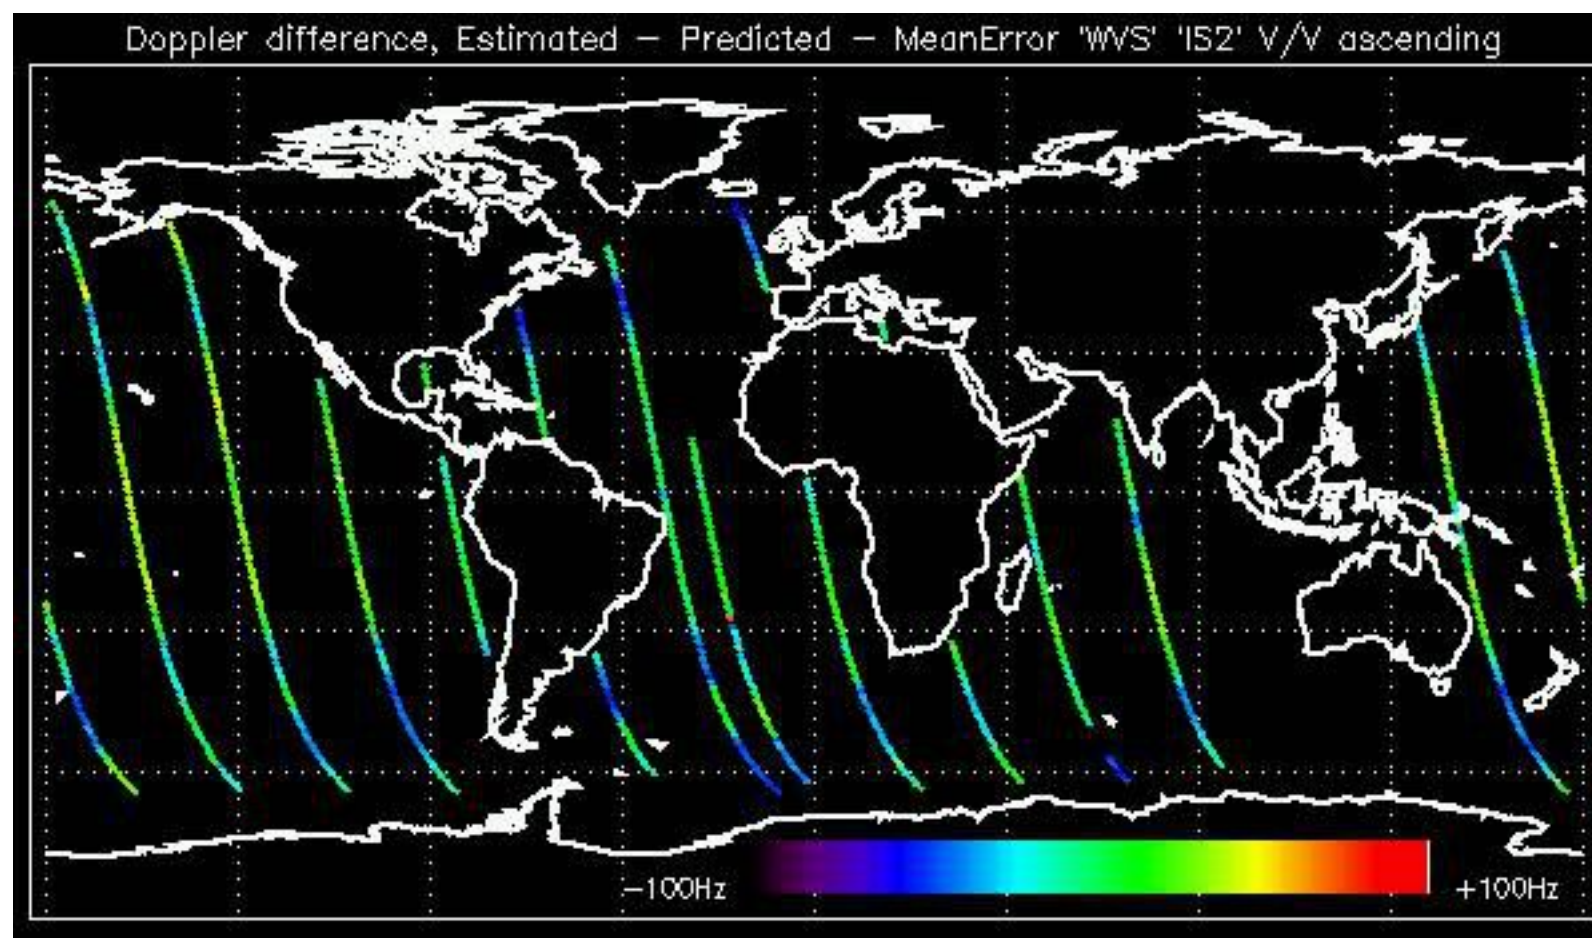 Doppler difference, Estimated – Predicted – MeanError 'WVS' 'IS2' V/V ascending
–100Hz +100Hz